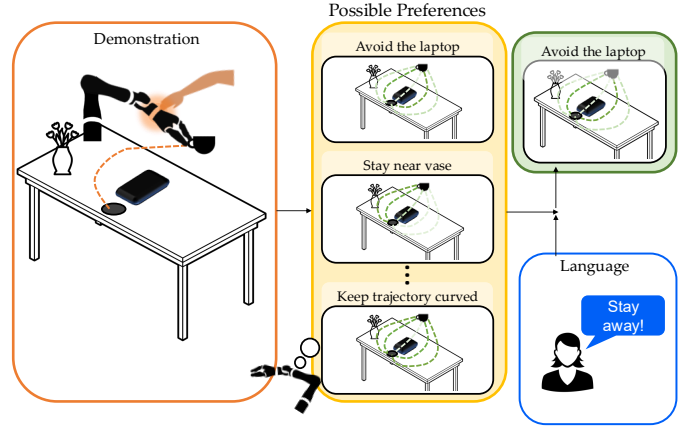 Possible Preferences
Demonstration
Avoid the laptop
Stay near vase
Keep trajectory curved
Avoid the laptop
Language
Stay
away!